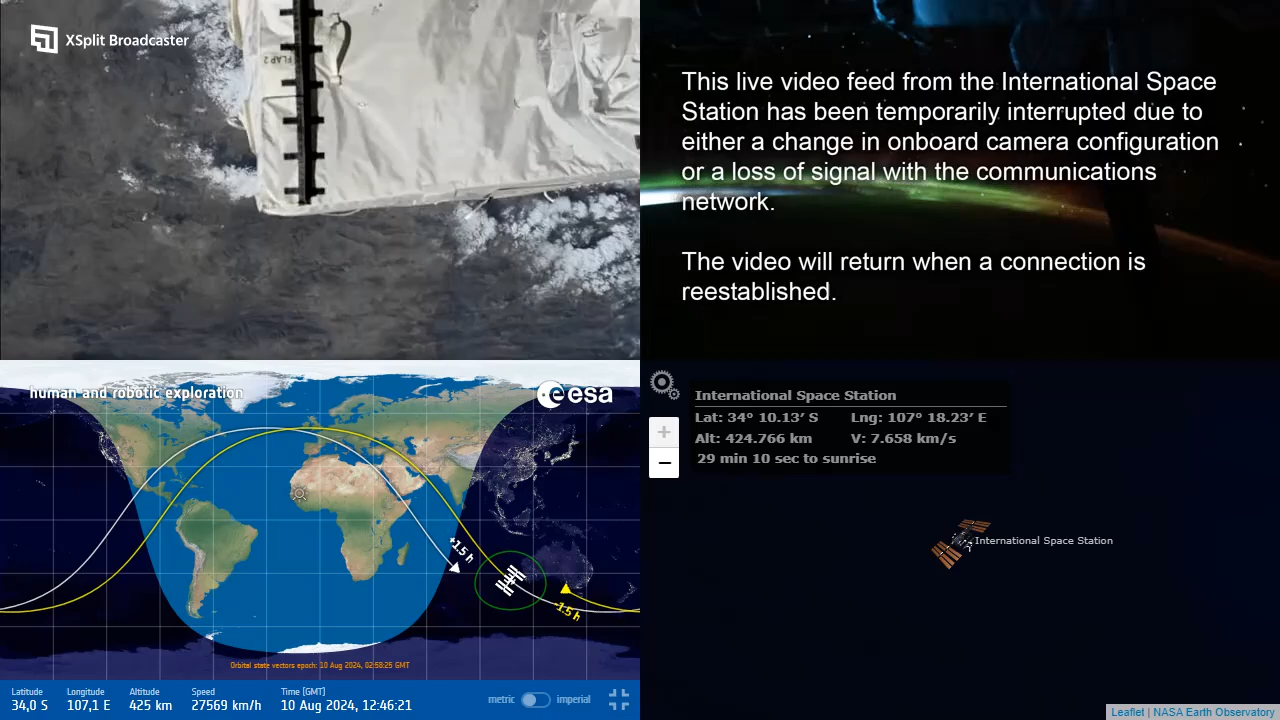 XSplit Broadcaster
FLAP 2
This live video feed from the International Space
Station has been temporarily interrupted due to
either a change in onboard camera configuration
or a loss of signal with the communications
network.
The video will return when a connection is
reestablished.
human and robotic exploration
esa
+1.5 h
-1.5 h
Orbital state vectors epoch: 10 Aug 2024, 02:58:25 GMT
Latitude
34,0 S
Longitude
107,1 E
Altitude
425 km
Speed
27569 km/h
Time [GMT]
10 Aug 2024, 12:46:21
metric
imperial
+
−
International Space Station
Lat: 34° 10.13′ S Lng: 107° 18.23′ E
Alt: 424.766 km V: 7.658 km/s
29 min 10 sec to sunrise
International Space Station
Leaflet | NASA Earth Observatory